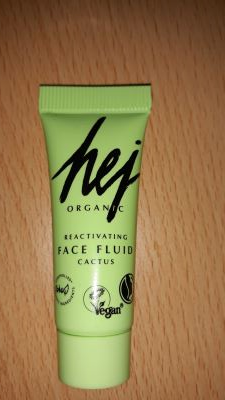 hej
ORGANIC
REACTIVATING
FACE FLUID
CACTUS
Vegan